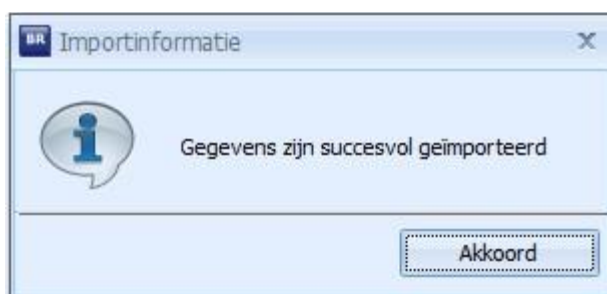 BR Importinformatie
Gegevens zijn succesvol geïmporteerd
Akkoord